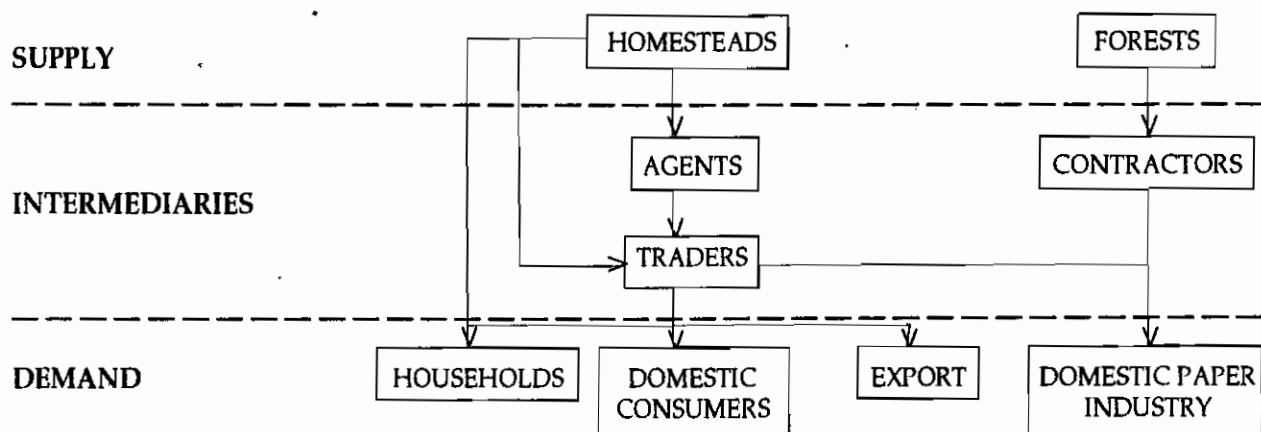 SUPPLY
HOMESTEADS
FORESTS
INTERMEDIARIES
AGENTS
CONTRACTORS
TRADERS
DEMAND
HOUSEHOLDS
DOMESTIC
CONSUMERS
EXPORT
DOMESTIC PAPER
INDUSTRY